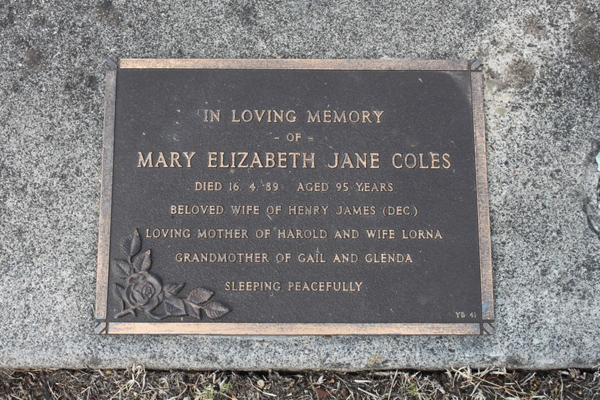 IN LOVING MEMORY
- OF -
MARY ELIZABETH JANE COLES
DIED 16. 4. 89 AGED 95 YEARS
BELOVED WIFE OF HENRY JAMES (DEC)
LOVING MOTHER OF HAROLD AND WIFE LORNA
GRANDMOTHER OF GAIL AND GLENDA
SLEEPING PEACEFULLY
YB 41